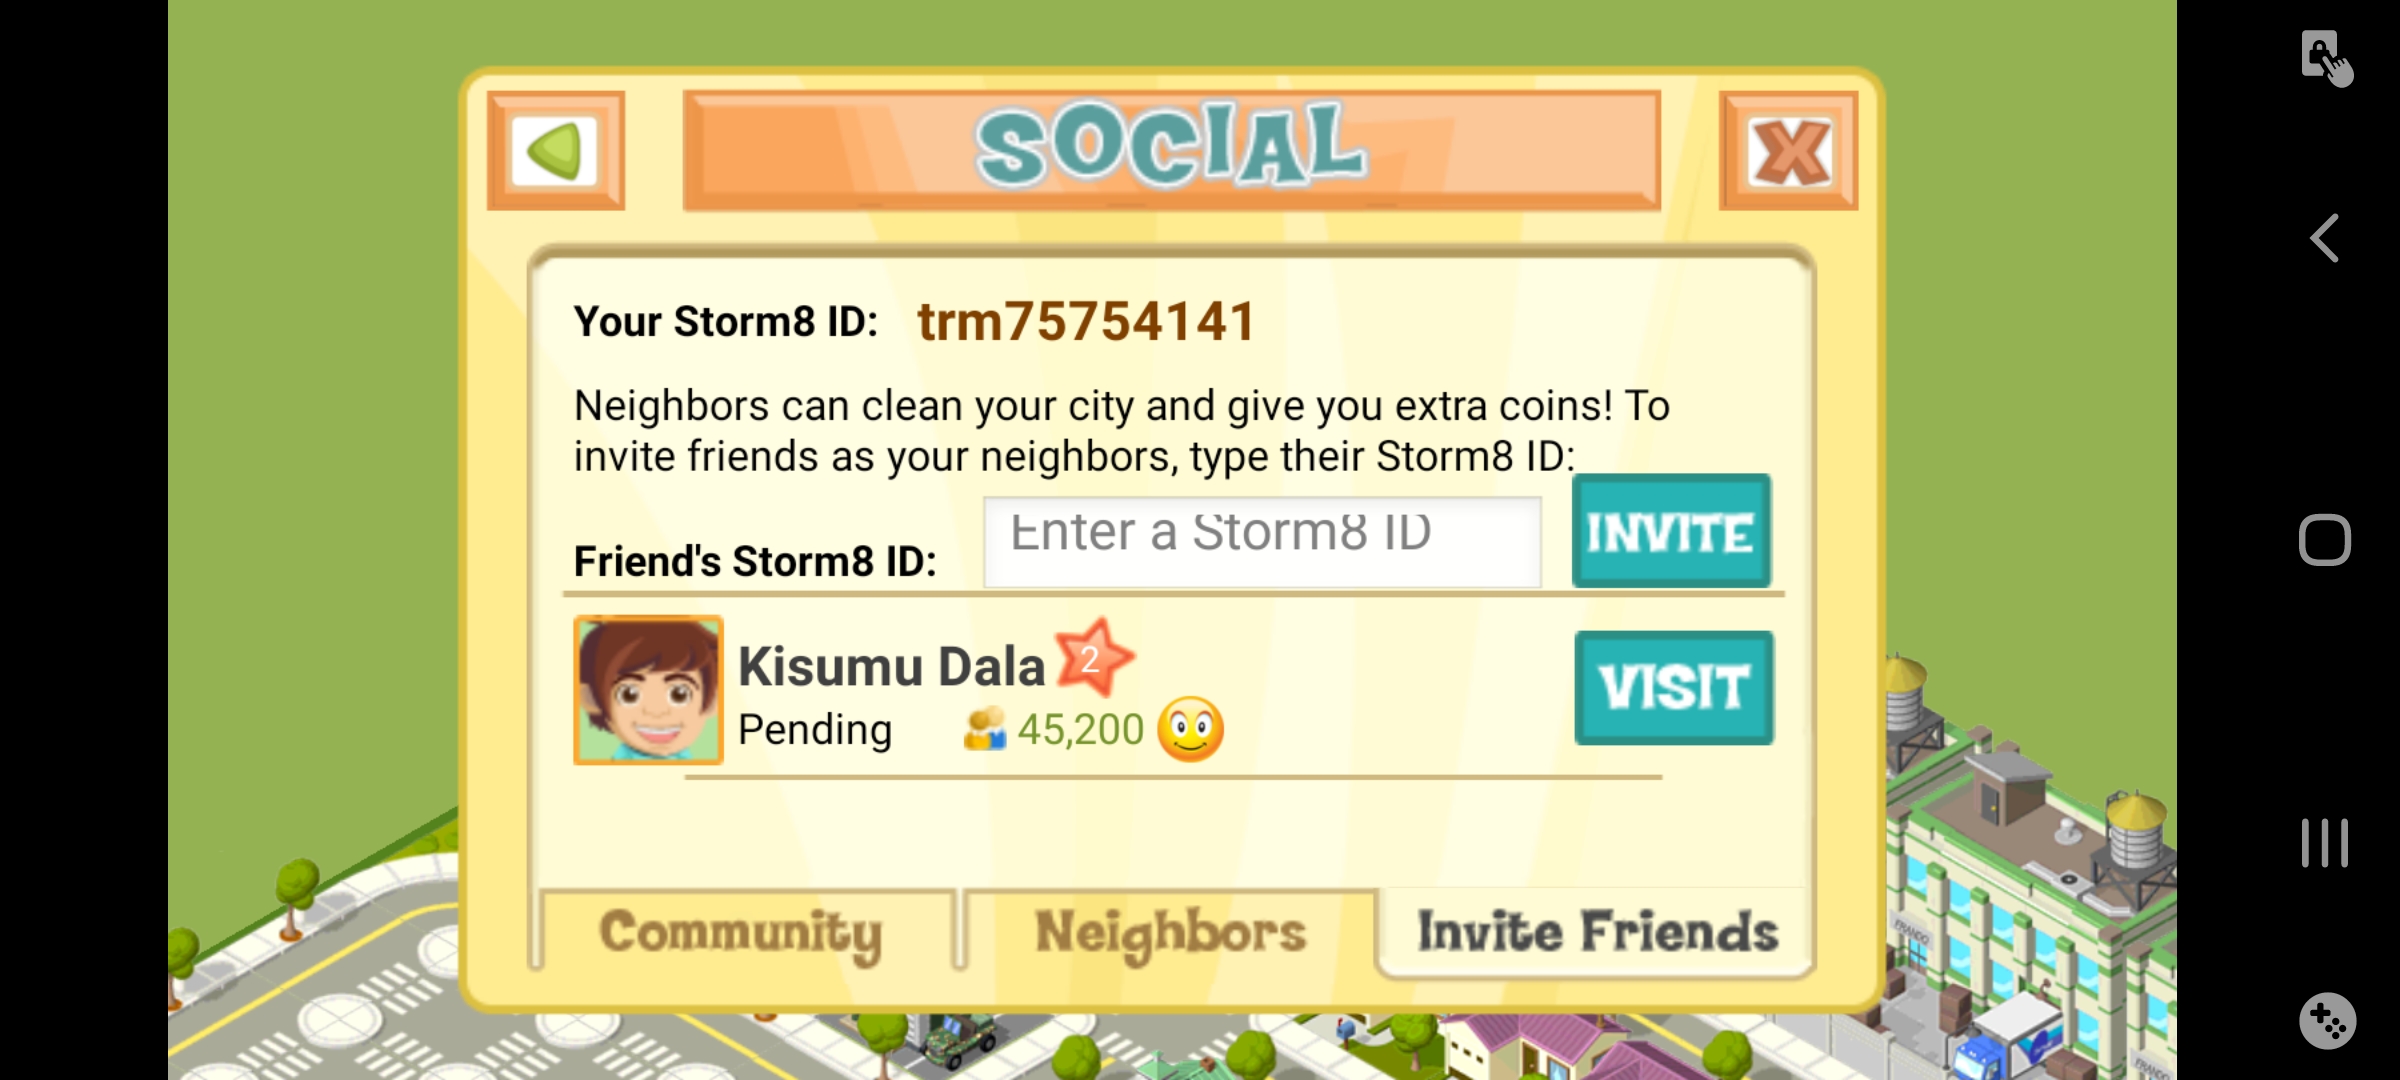 SOCIAL
X
Your Storm8 ID: trm75754141
Neighbors can clean your city and give you extra coins! To
invite friends as your neighbors, type their Storm8 ID:
Friend's Storm8 ID: Enter a Storm8 ID INVITE
Kisumu Dala 2
Pending 45,200
VISIT
Community Neighbors Invite Friends